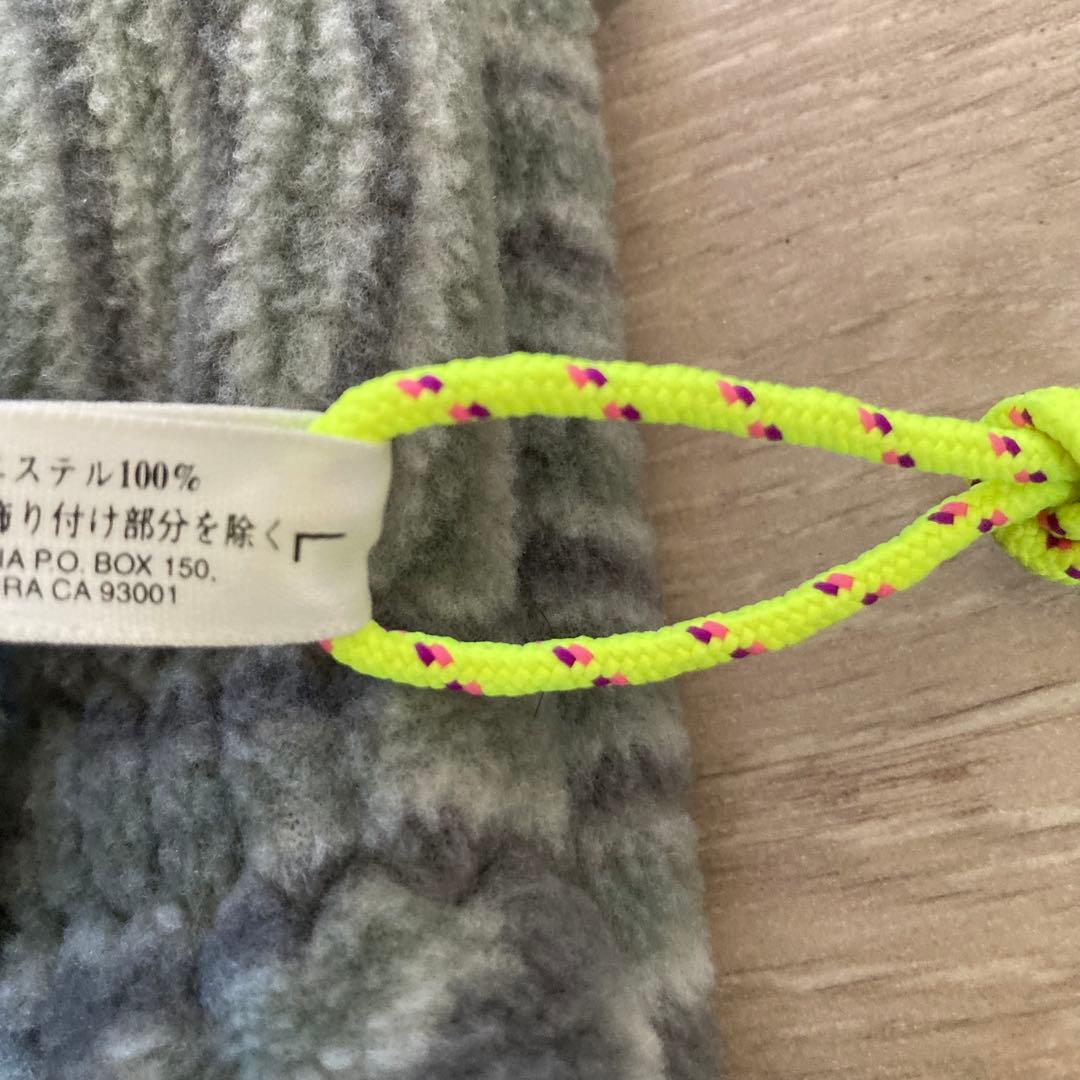 エステル100%
飾り付け部分を除く
IA P.O. BOX 150,
RA CA 93001